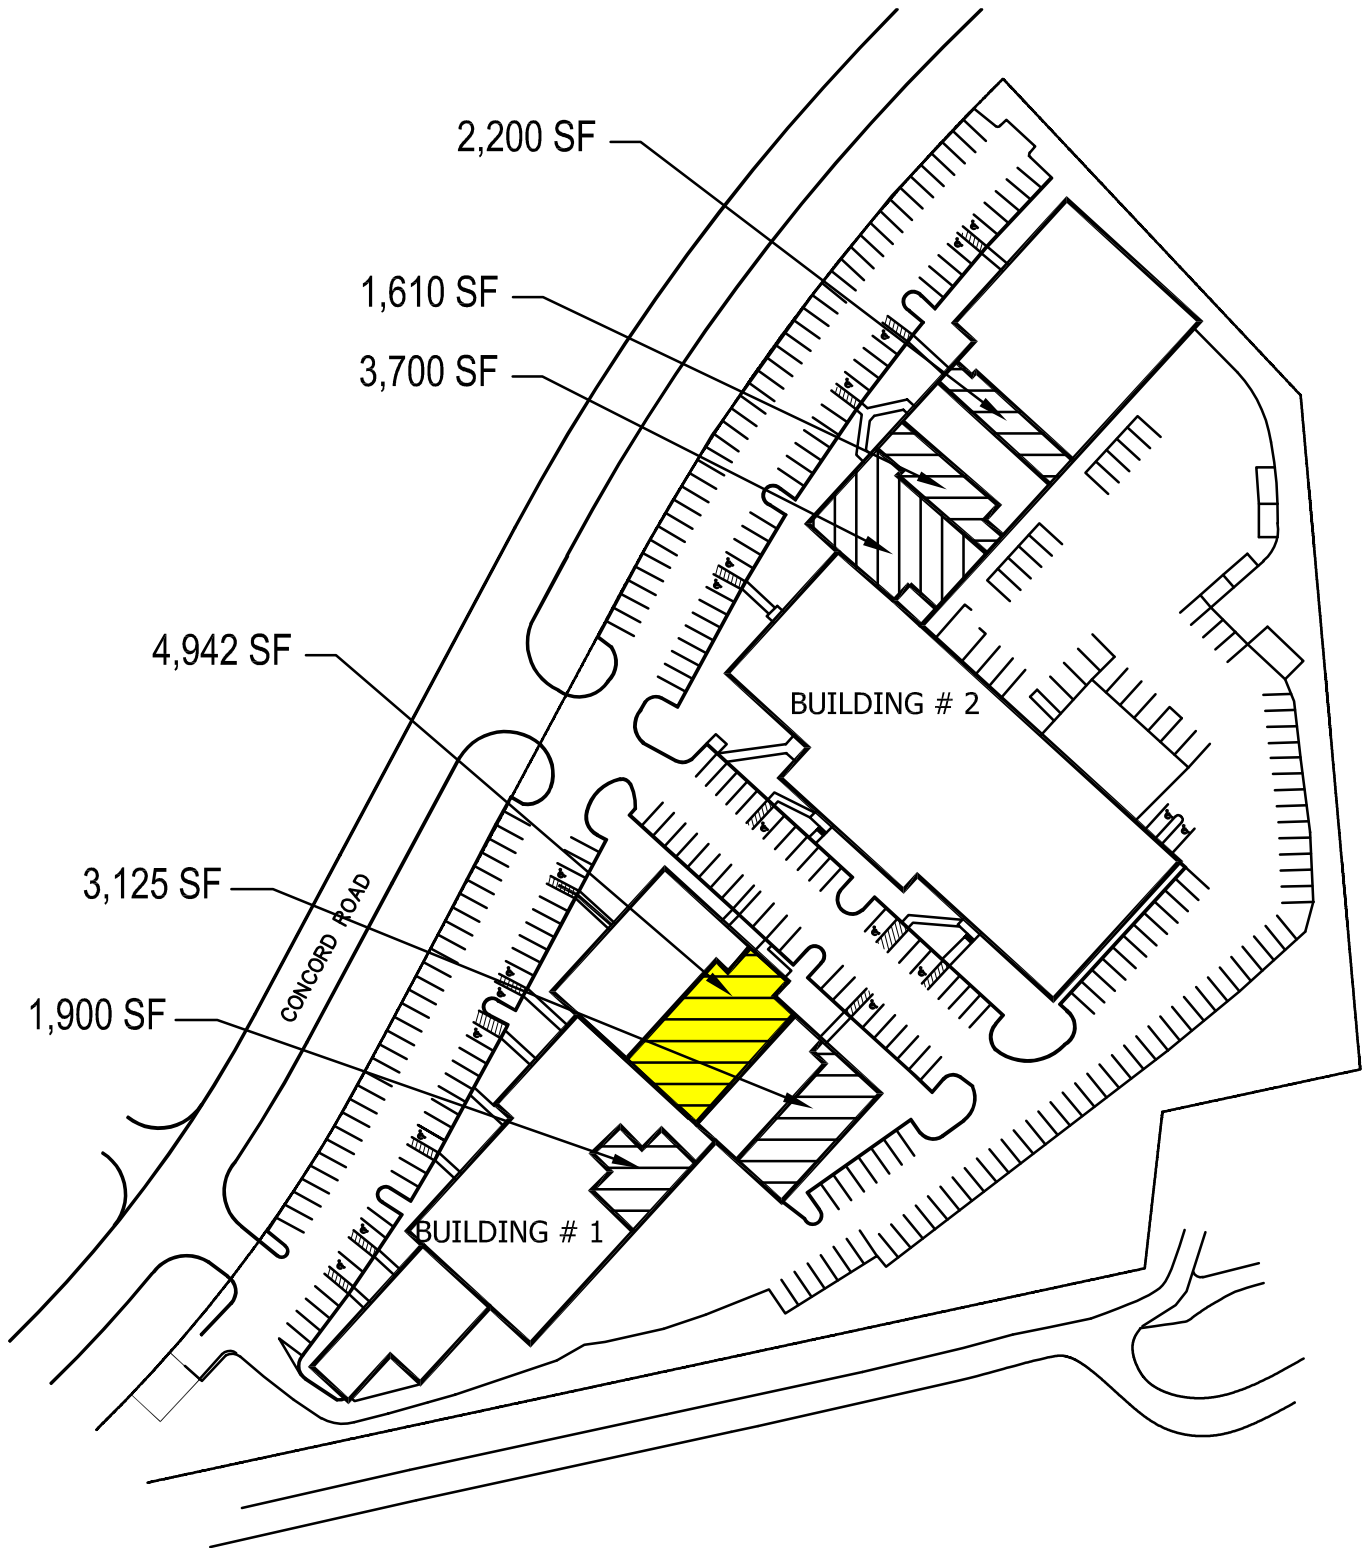 2,200 SF
1,610 SF
3,700 SF
4,942 SF
BUILDING # 2
3,125 SF
CONCORD ROAD
1,900 SF
BUILDING # 1